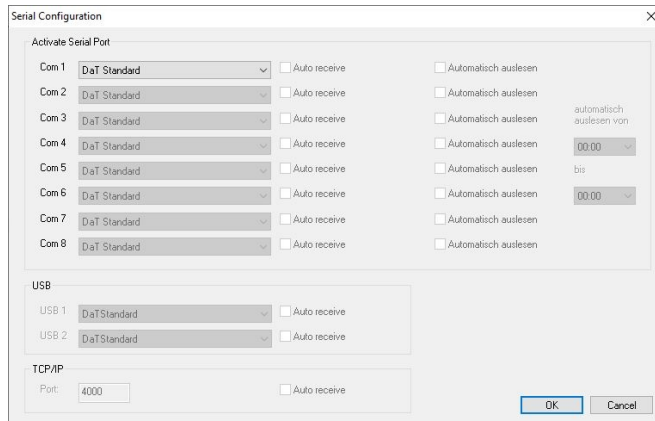 Serial Configuration
Activate Serial Port
Com 1 DaT Standard Auto receive Automatisch auslesen
Com 2 DaT Standard Auto receive Automatisch auslesen
Com 3 DaT Standard Auto receive Automatisch auslesen
automatisch
auslesen von
Com 4 DaT Standard Auto receive Automatisch auslesen 00:00
Com 5 DaT Standard Auto receive Automatisch auslesen bis
Com 6 DaT Standard Auto receive Automatisch auslesen 00:00
Com 7 DaT Standard Auto receive Automatisch auslesen
Com 8 DaT Standard Auto receive Automatisch auslesen
USB
USB 1 DaTStandard Auto receive
USB 2 DaTStandard Auto receive
TCP/IP
Port: 4000 Auto receive
OK Cancel